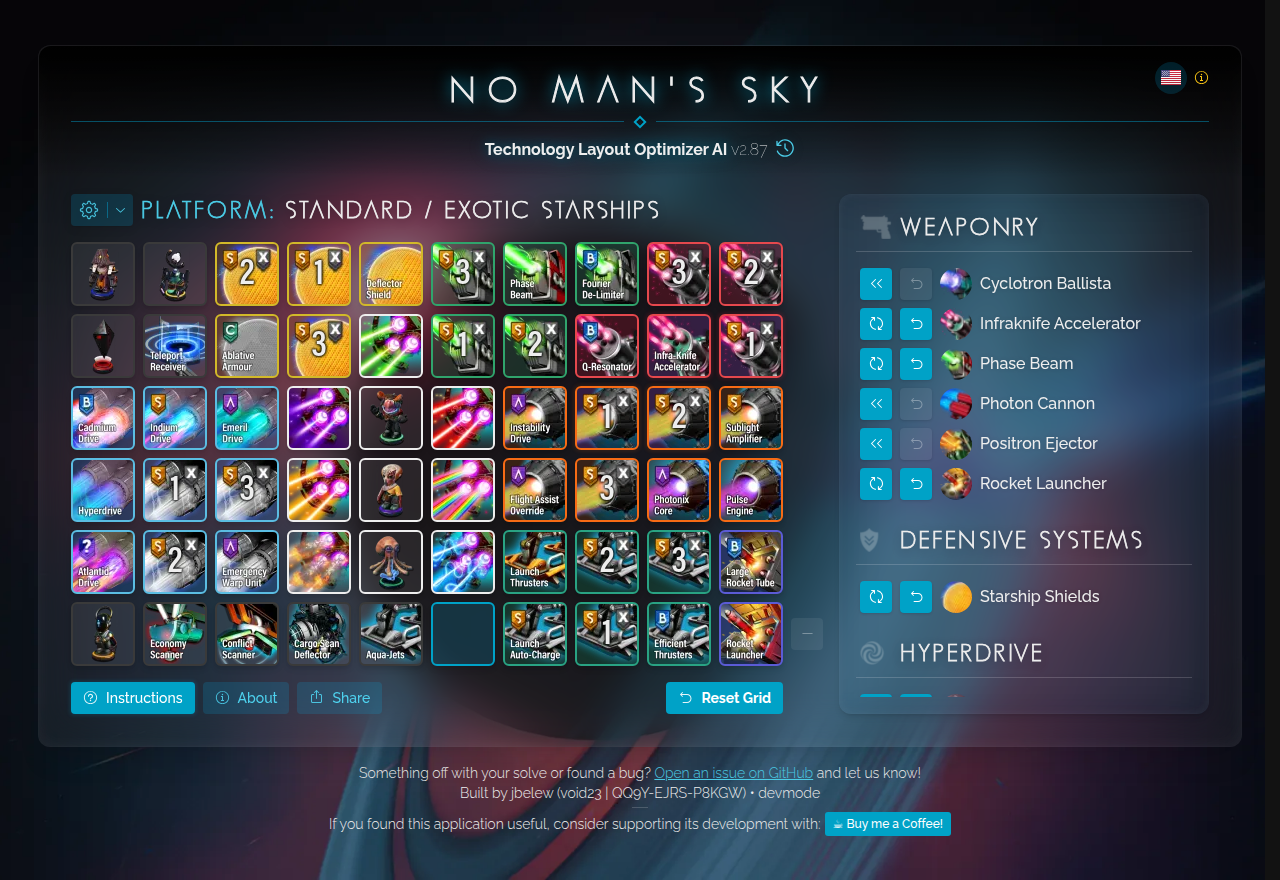 NO MAN'S SKY
Technology Layout Optimizer AI v2.87
PLATFORM: STANDARD / EXOTIC STARSHIPS
S 2 X
S 1 X
Deflector Shield
S 3 X
Phase Beam
B Fourier De-Limiter
S 3 X
S 2 X
Teleport Receiver
C Ablative Armour
S 3 X
S 1 X
S 2 X
B Q-Resonator
Infra-Knife Accelerator
S 1 X
B Cadmium Drive
S Indium Drive
Λ Emeril Drive
Λ Instability Drive
S 1 X
S 2 X
S Sublight Amplifier
Hyperdrive
S 1 X
S 3 X
Λ Flight Assist Override
S 3 X
Λ Photonix Core
Pulse Engine
? Atlantid Drive
S 2 X
Λ Emergency Warp Unit
Launch Thrusters
S 2 X
S 3 X
B Large Rocket Tube
Economy Scanner
Conflict Scanner
Cargo Scan Deflector
Aqua-Jets
S Launch Auto-Charge
S 1 X
B Efficient Thrusters
Rocket Launcher
Instructions
About
Share
Reset Grid
WEAPONRY
Cyclotron Ballista
Infraknife Accelerator
Phase Beam
Photon Cannon
Positron Ejector
Rocket Launcher
DEFENSIVE SYSTEMS
Starship Shields
HYPERDRIVE
Something off with your solve or found a bug? Open an issue on GitHub and let us know!
Built by jbelew (void23 | QQ9Y-EJRS-P8KGW) • devmode
If you found this application useful, consider supporting its development with: Buy me a Coffee!